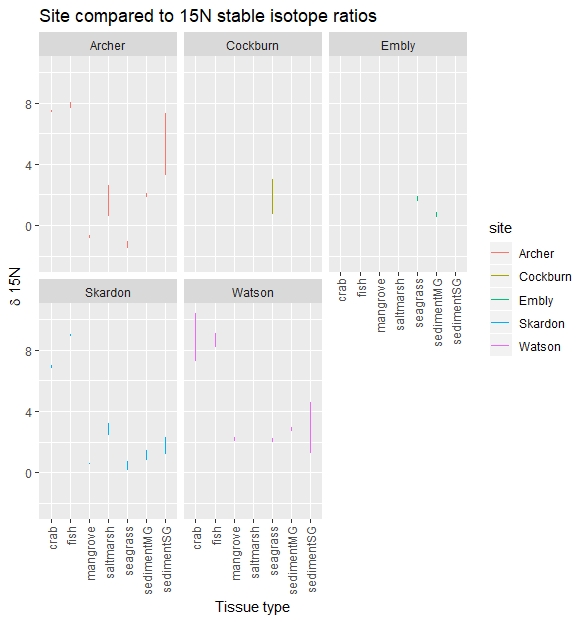 Site compared to 15N stable isotope ratios
Archer
Cockburn
Embly
8
4
0
δ 15N
crab
fish
mangrove
saltmarsh
seagrass
sedimentMG
sedimentSG
Skardon
Watson
8
4
0
crab
fish
mangrove
saltmarsh
seagrass
sedimentMG
sedimentSG
crab
fish
mangrove
saltmarsh
seagrass
sedimentMG
sedimentSG
Tissue type
site
Archer
Cockburn
Embly
Skardon
Watson